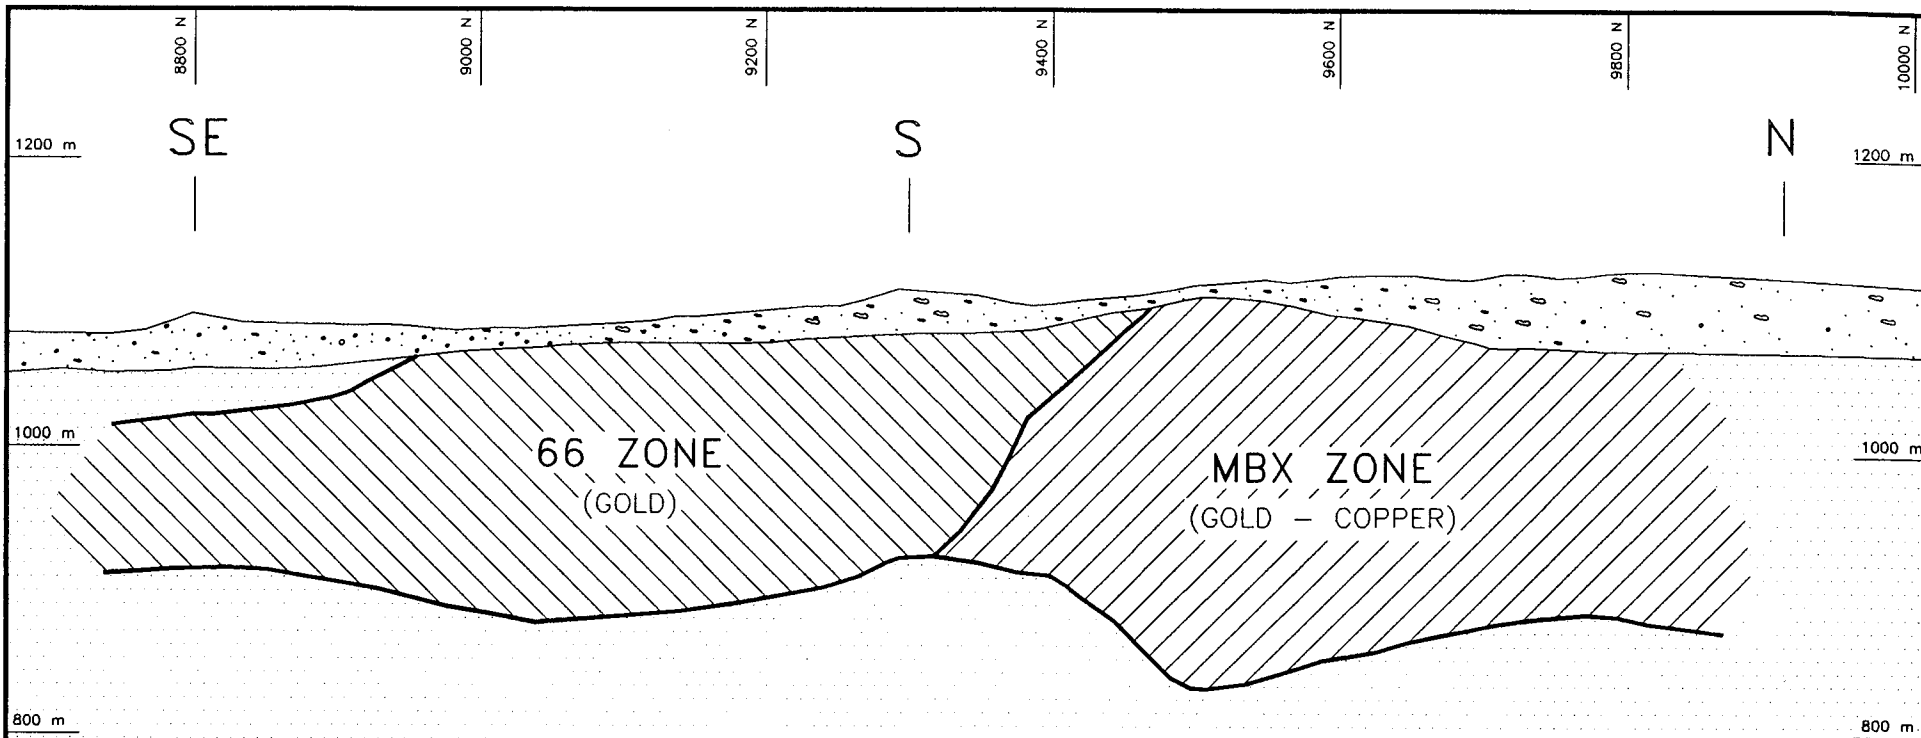 8800 N
9000 N
9200 N
9400 N
9600 N
9800 N
10000 N
SE
S
N
1200 m
1200 m
1000 m
1000 m
66 ZONE
(GOLD)
MBX ZONE
(GOLD - COPPER)
800 m
800 m